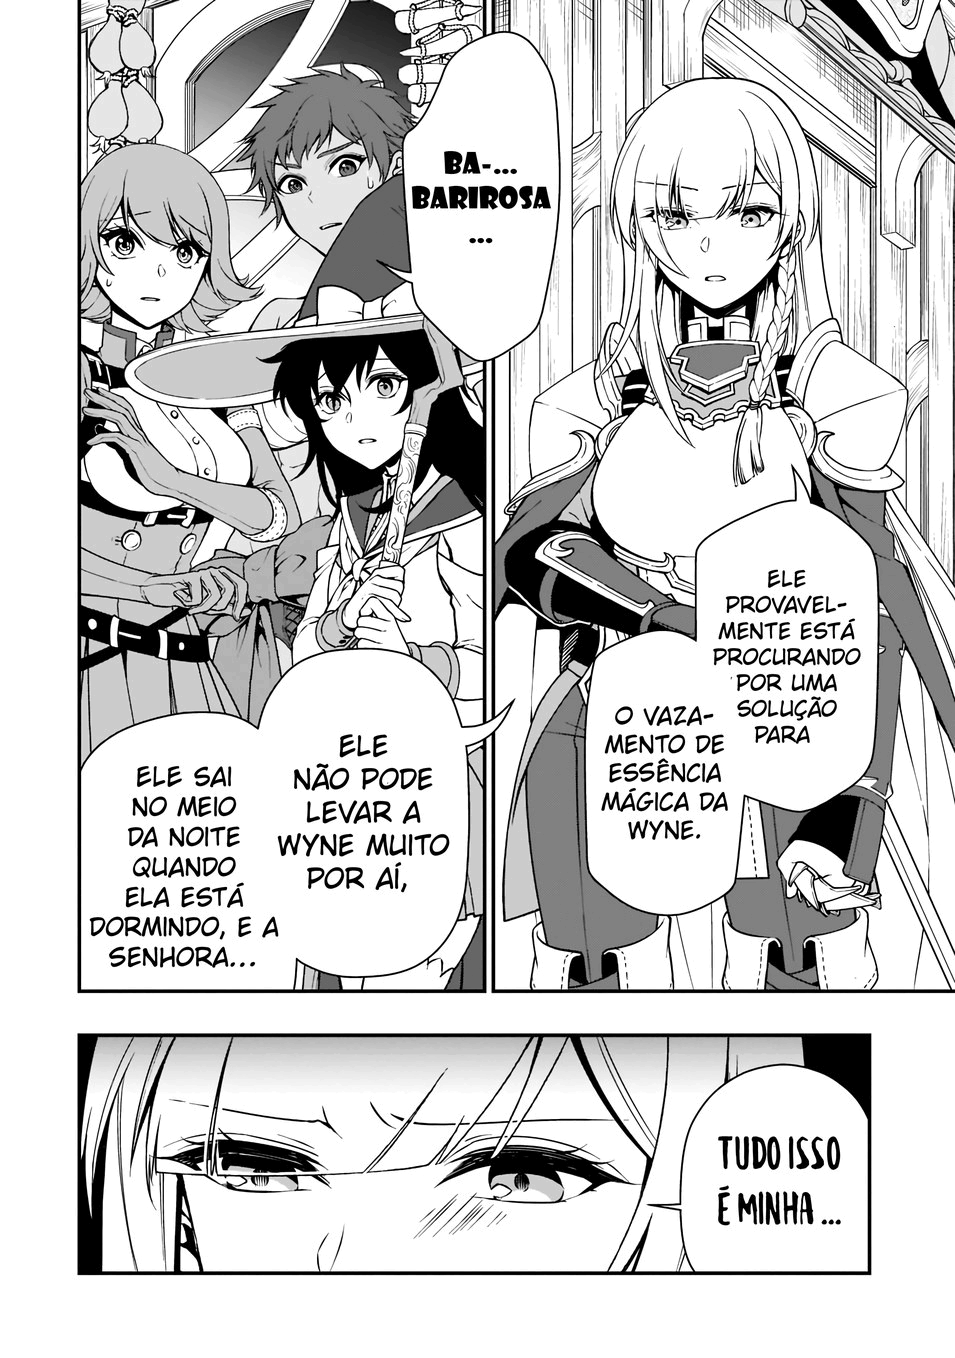 ELE
PROVAVEL-
MENTE ESTÁ
PROCURANDO
POR UMA
SOLUÇÃO
PARA
O VAZA-
MENTO DE
ESSÊNCIA
MÁGICA DA
WYNE.
BA-...
BARIROSA
...
ELE
NÃO PODE
LEVAR A
WYNE MUITO
POR AÍ,
ELE SAI
NO MEIO
DA NOITE
QUANDO
ELA ESTÁ
DORMINDO, E A
SENHORA...
TUDO ISSO
É MINHA ...